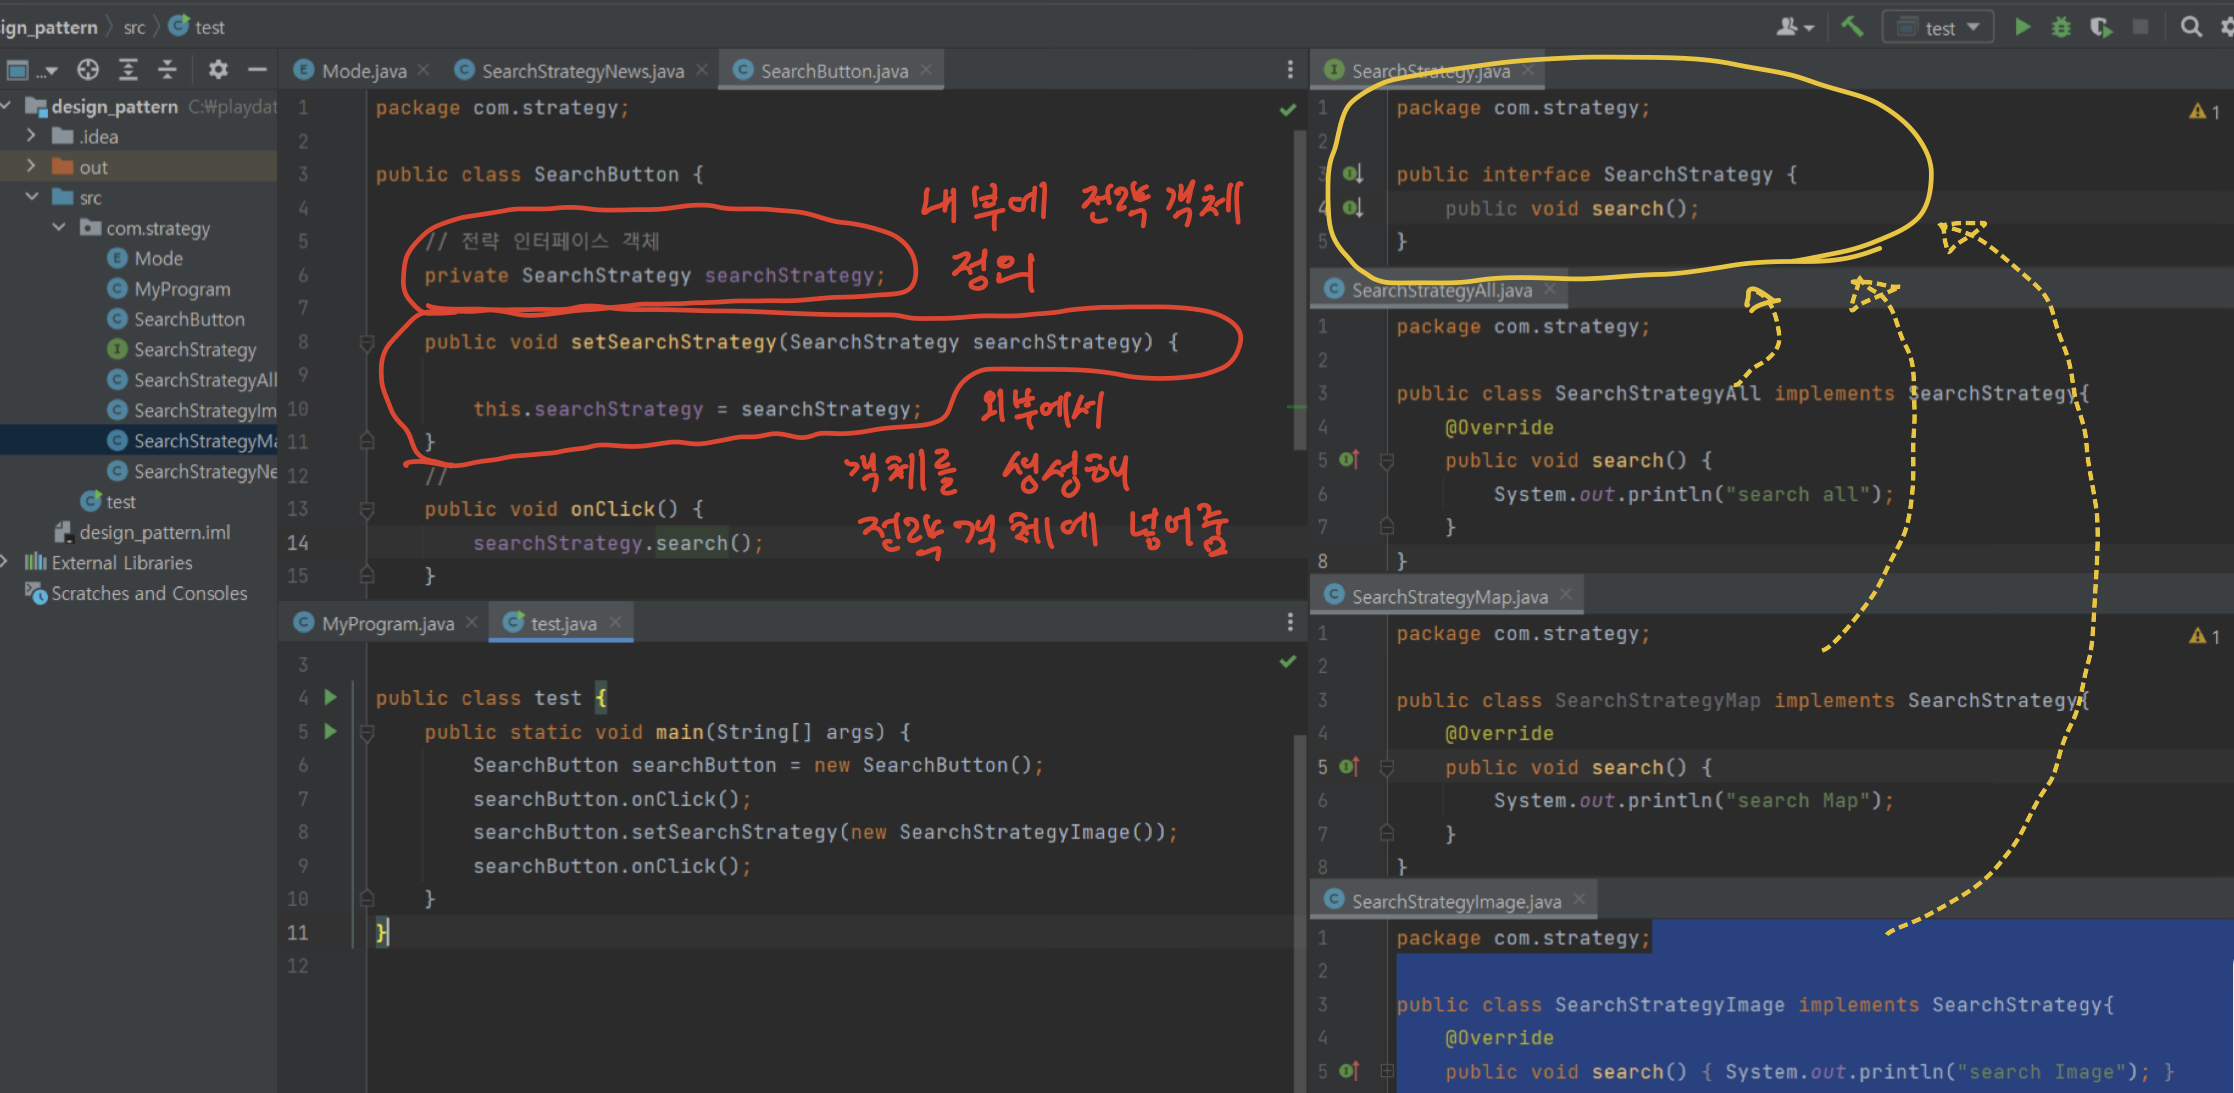 sign_pattern
src
test
test
...
design_pattern C:₩playdat
.idea
out
src
com.strategy
Mode
MyProgram
SearchButton
SearchStrategy
SearchStrategyAll
SearchStrategyIm
SearchStrategyMa
SearchStrategyNe
test
design_pattern.iml
External Libraries
Scratches and Consoles
Mode.java
SearchStrategyNews.java
SearchButton.java
1 package com.strategy;
2
3 public class SearchButton {
4
5 // 전략 인터페이스 객체
6 private SearchStrategy searchStrategy;
7
8 public void setSearchStrategy(SearchStrategy searchStrategy) {
9
10 this.searchStrategy = searchStrategy;
11 }
12 //
13 public void onClick() {
14 searchStrategy.search();
15 }
내부에 전략 객체
정의
외부에서
객체를 생성해
전략 객체에 넣어줌
MyProgram.java
test.java
3
4 public class test {
5 public static void main(String[] args) {
6 SearchButton searchButton = new SearchButton();
7 searchButton.onClick();
8 searchButton.setSearchStrategy(new SearchStrategyImage());
9 searchButton.onClick();
10 }
11 }
12
SearchStrategy.java
1 package com.strategy;
1
2
3 public interface SearchStrategy {
4 public void search();
5 }
SearchStrategyAll.java
1 package com.strategy;
2
3 public class SearchStrategyAll implements SearchStrategy{
4 @Override
5 public void search() {
6 System.out.println("search all");
7 }
8 }
SearchStrategyMap.java
1 package com.strategy;
1
2
3 public class SearchStrategyMap implements SearchStrategy{
4 @Override
5 public void search() {
6 System.out.println("search Map");
7 }
8 }
SearchStrategyImage.java
1 package com.strategy;
2
3 public class SearchStrategyImage implements SearchStrategy{
4 @Override
5 public void search() { System.out.println("search Image"); }